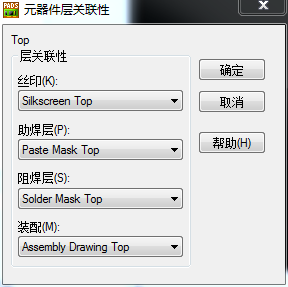 PADS
元器件层关联性
X
Top
层关联性
丝印(K):
Silkscreen Top
助焊层(P):
Paste Mask Top
阻焊层(S):
Solder Mask Top
装配(M):
Assembly Drawing Top
确定
取消
帮助(H)